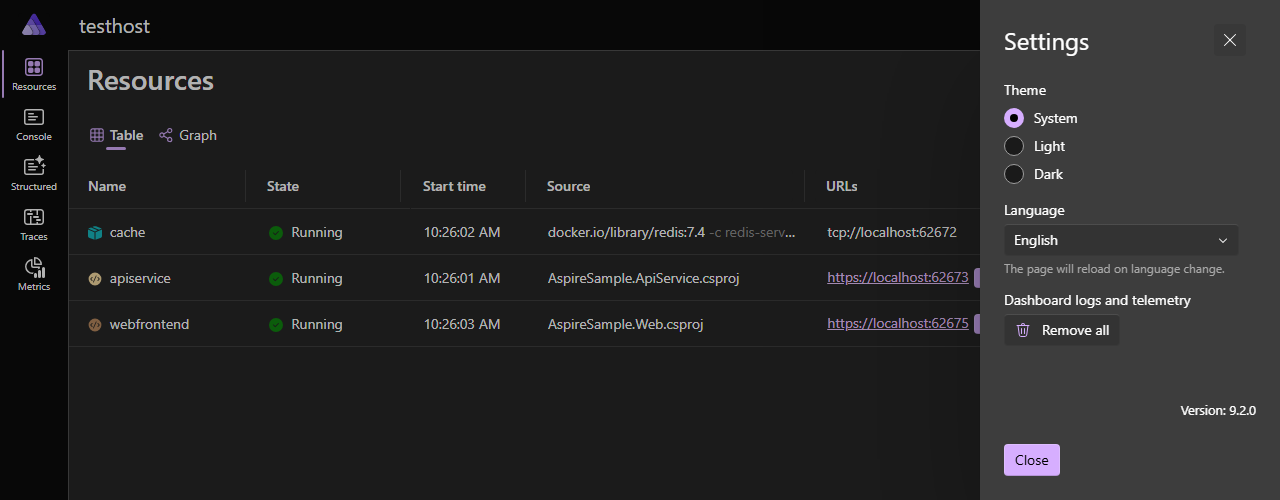 testhost
Resources
Console
Structured
Traces
Metrics
Resources
Table Graph
Name State Start time Source URLs
cache Running 10:26:02 AM docker.io/library/redis:7.4 -c redis-serv... tcp://localhost:62672
apiservice Running 10:26:01 AM AspireSample.ApiService.csproj https://localhost:62673
webfrontend Running 10:26:03 AM AspireSample.Web.csproj https://localhost:62675
Settings
Theme
System
Light
Dark
Language
English
The page will reload on language change.
Dashboard logs and telemetry
Remove all
Version: 9.2.0
Close